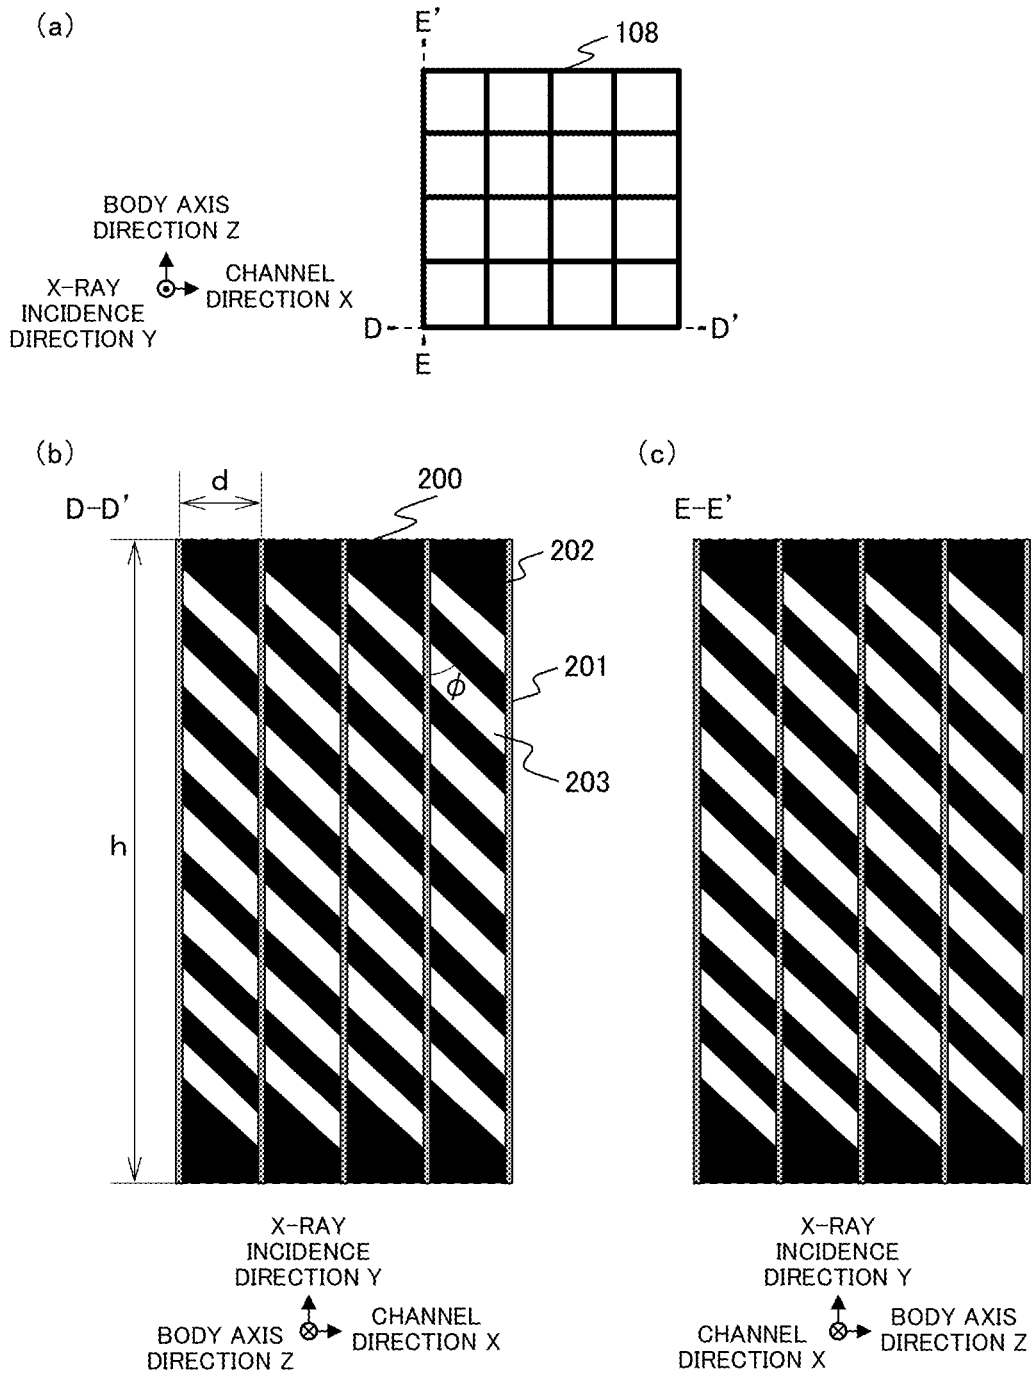 (a)
E'
108
BODY AXIS
DIRECTION Z
X-RAY
INCIDENCE
DIRECTION Y
CHANNEL
DIRECTION X
D
D'
E
(b)
D-D'
d
200
202
201
ϕ
203
h
X-RAY
INCIDENCE
DIRECTION Y
BODY AXIS
DIRECTION Z
CHANNEL
DIRECTION X
(c)
E-E'
X-RAY
INCIDENCE
DIRECTION Y
CHANNEL
DIRECTION X
BODY AXIS
DIRECTION Z